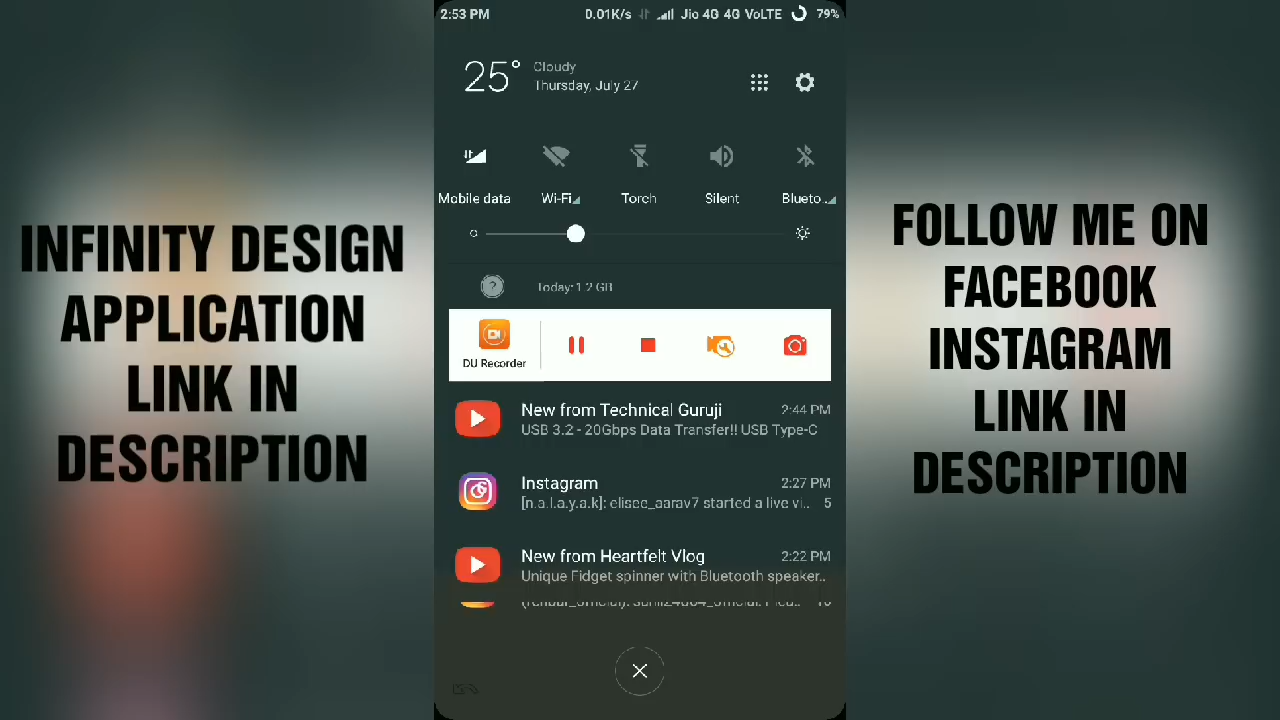 2:53 PM 0.01K/s Jio 4G 4G VoLTE 79%
25° Cloudy
Thursday, July 27
Mobile data Wi-Fi Torch Silent Blueto...
? Today: 1.2 GB
DU Recorder
New from Technical Guruji 2:44 PM
USB 3.2 - 20Gbps Data Transfer!! USB Type-C
Instagram 2:27 PM
[n.a.l.a.y.a.k]: elisee_aarav7 started a live vi.. 5
New from Heartfelt Vlog 2:22 PM
Unique Fidget spinner with Bluetooth speaker..
INFINITY DESIGN
APPLICATION
LINK IN
DESCRIPTION
FOLLOW ME ON
FACEBOOK
INSTAGRAM
LINK IN
DESCRIPTION